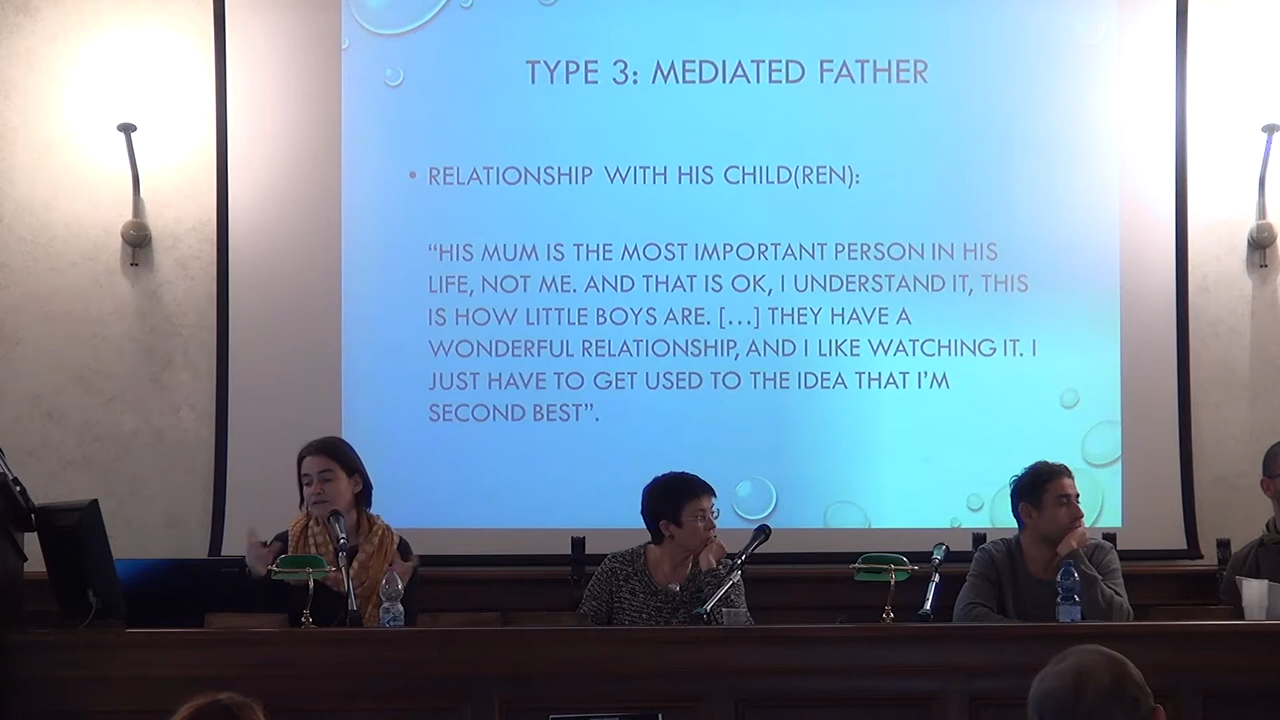 TYPE 3: MEDIATED FATHER
• RELATIONSHIP WITH HIS CHILD(REN):
“HIS MUM IS THE MOST IMPORTANT PERSON IN HIS
LIFE, NOT ME. AND THAT IS OK, I UNDERSTAND IT, THIS
IS HOW LITTLE BOYS ARE. […] THEY HAVE A
WONDERFUL RELATIONSHIP, AND I LIKE WATCHING IT. I
JUST HAVE TO GET USED TO THE IDEA THAT I’M
SECOND BEST”.